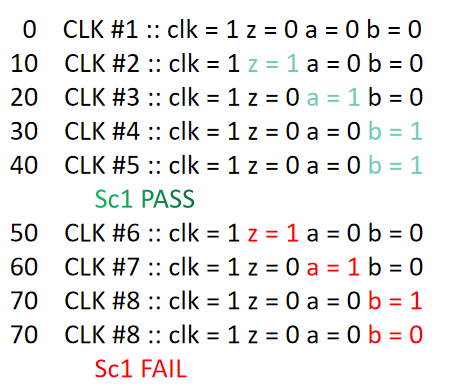 0 CLK #1 :: clk = 1 z = 0 a = 0 b = 0
10 CLK #2 :: clk = 1 z = 1 a = 0 b = 0
20 CLK #3 :: clk = 1 z = 0 a = 1 b = 0
30 CLK #4 :: clk = 1 z = 0 a = 0 b = 1
40 CLK #5 :: clk = 1 z = 0 a = 0 b = 1
Sc1 PASS
50 CLK #6 :: clk = 1 z = 1 a = 0 b = 0
60 CLK #7 :: clk = 1 z = 0 a = 1 b = 0
70 CLK #8 :: clk = 1 z = 0 a = 0 b = 1
70 CLK #8 :: clk = 1 z = 0 a = 0 b = 0
Sc1 FAIL